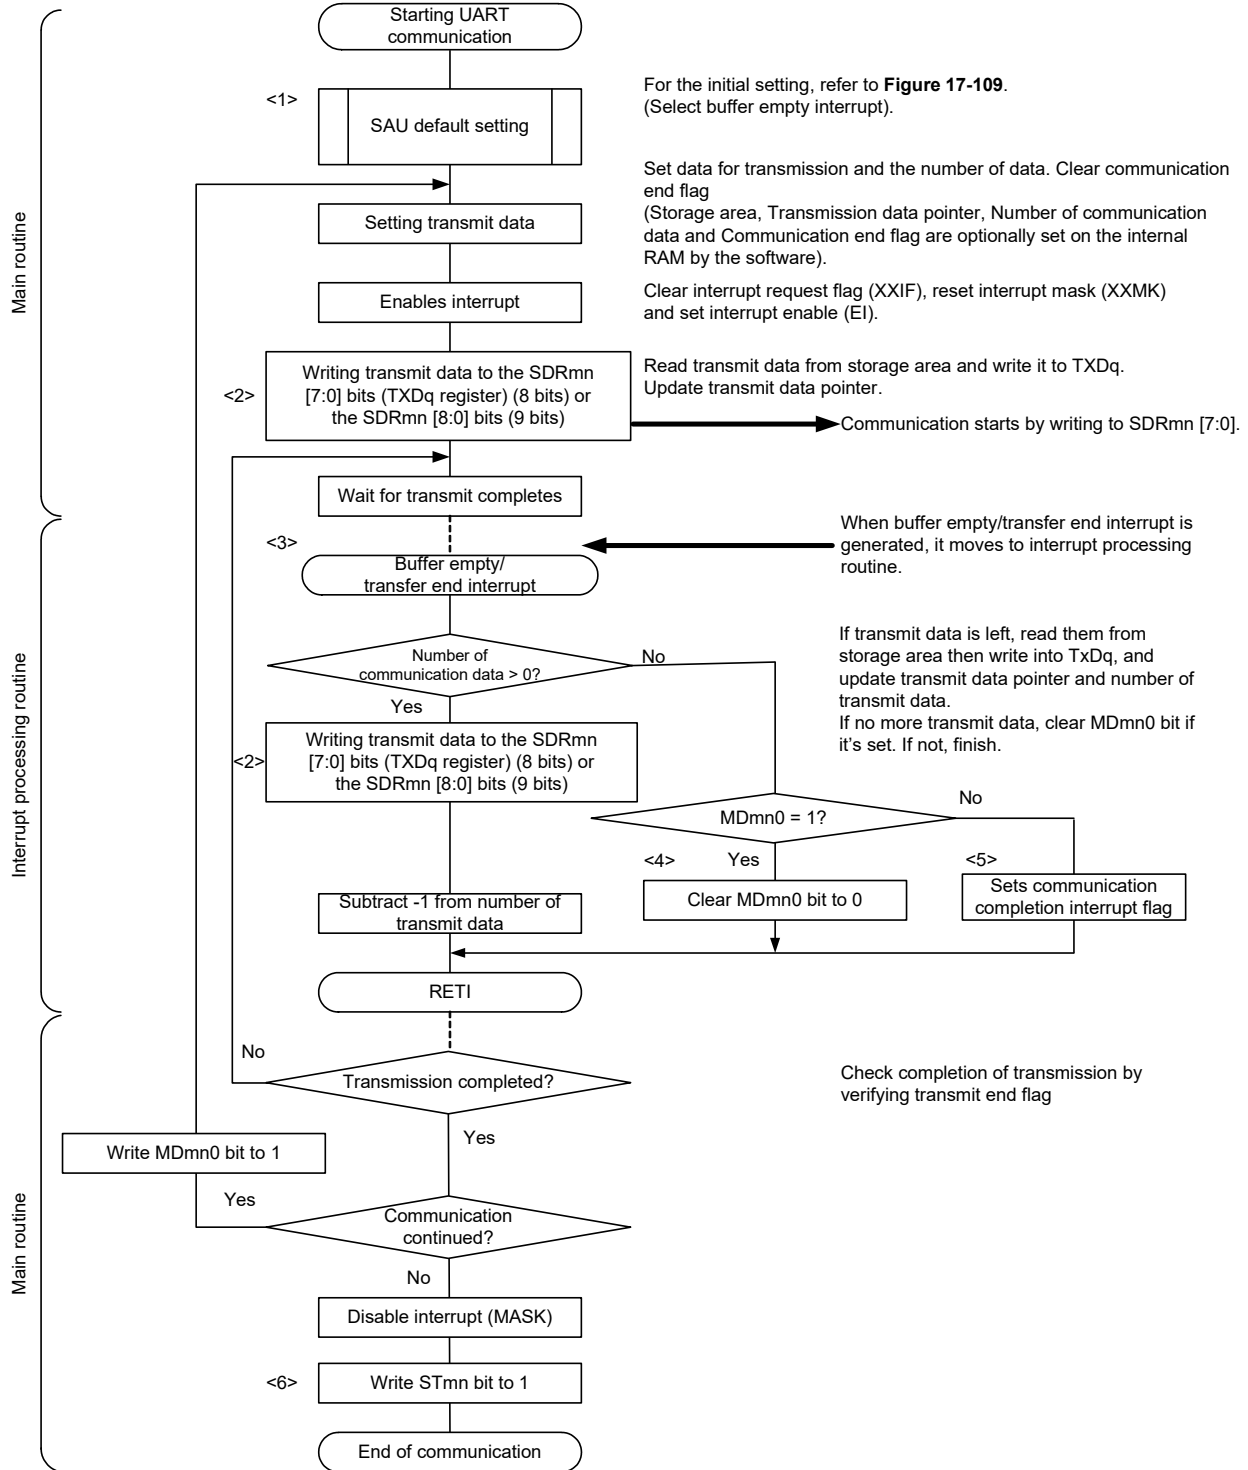 Starting UART
communication
<1>
SAU default setting
For the initial setting, refer to Figure 17-109.
(Select buffer empty interrupt).
Main routine
Setting transmit data
Set data for transmission and the number of data. Clear communication
end flag
(Storage area, Transmission data pointer, Number of communication
data and Communication end flag are optionally set on the internal
RAM by the software).
Enables interrupt
Clear interrupt request flag (XXIF), reset interrupt mask (XXMK)
and set interrupt enable (EI).
<2>
Writing transmit data to the SDRmn
[7:0] bits (TXDq register) (8 bits) or
the SDRmn [8:0] bits (9 bits)
Read transmit data from storage area and write it to TXDq.
Update transmit data pointer.
Communication starts by writing to SDRmn [7:0].
Wait for transmit completes
<3>
Buffer empty/
transfer end interrupt
When buffer empty/transfer end interrupt is
generated, it moves to interrupt processing
routine.
Interrupt processing routine
Number of
communication data > 0?
No
Yes
If transmit data is left, read them from
storage area then write into TxDq, and
update transmit data pointer and number of
transmit data.
If no more transmit data, clear MDmn0 bit if
it's set. If not, finish.
<2>
Writing transmit data to the SDRmn
[7:0] bits (TXDq register) (8 bits) or
the SDRmn [8:0] bits (9 bits)
MDmn0 = 1?
No
<4>
Yes
<5>
Subtract -1 from number of
transmit data
Clear MDmn0 bit to 0
Sets communication
completion interrupt flag
RETI
Main routine
No
Transmission completed?
Check completion of transmission by
verifying transmit end flag
Yes
Write MDmn0 bit to 1
Yes
Communication
continued?
No
Disable interrupt (MASK)
<6>
Write STmn bit to 1
End of communication